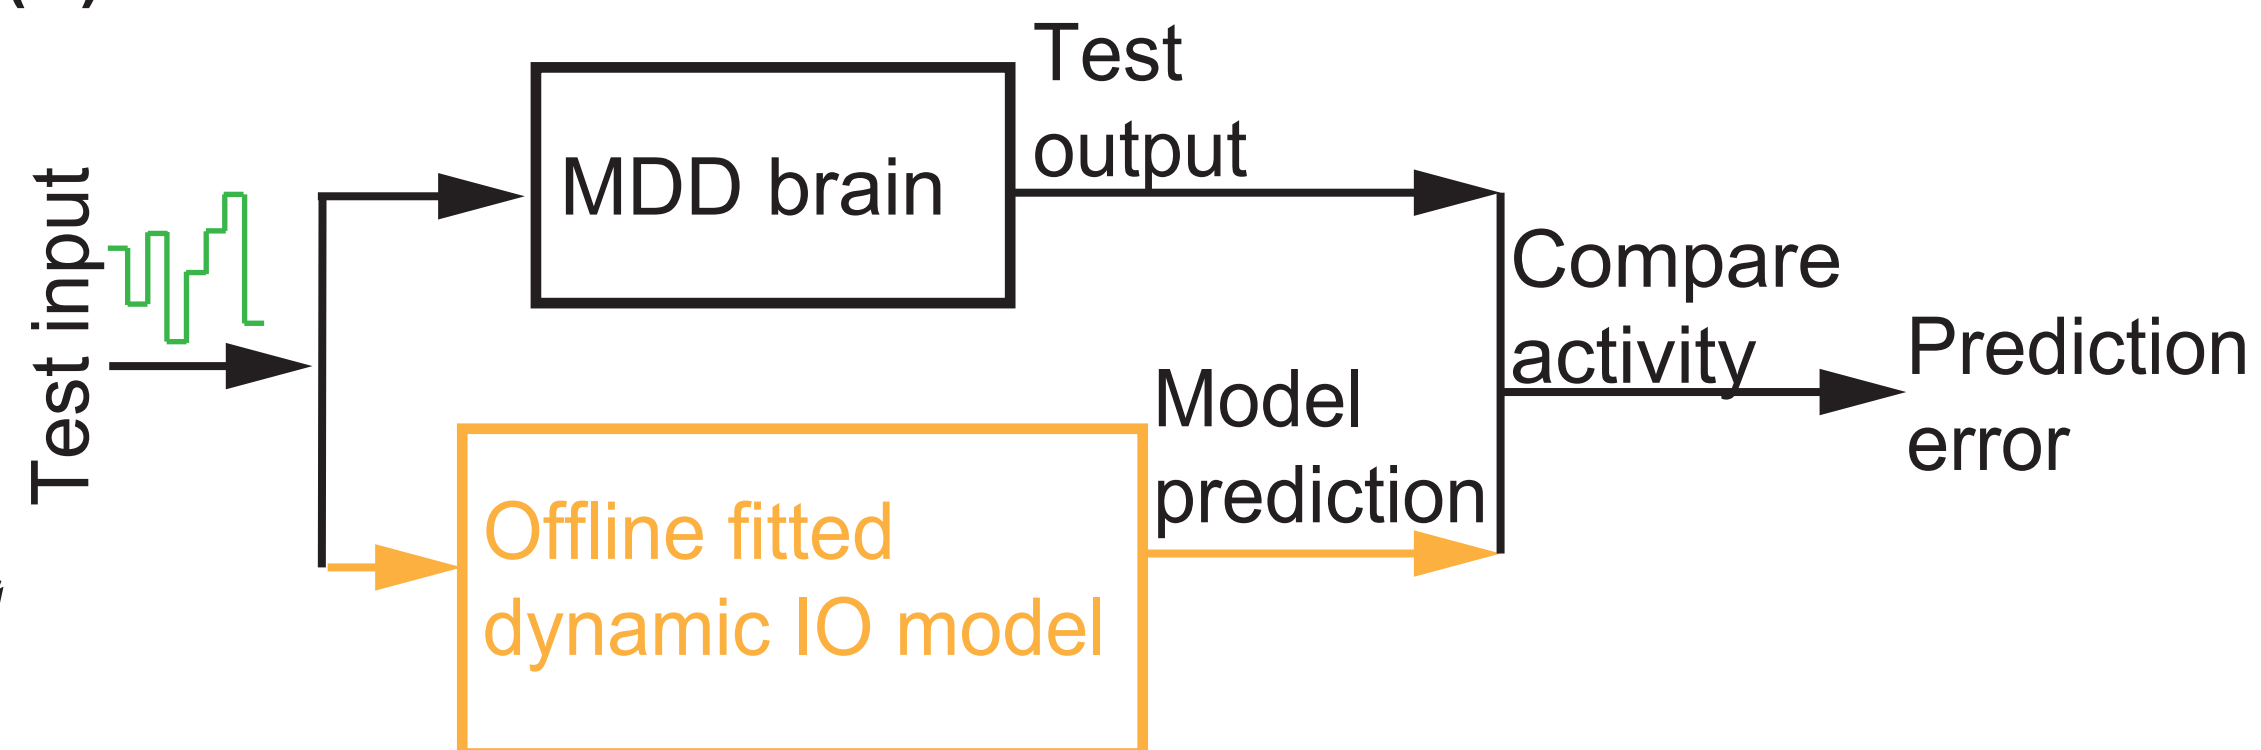 Test input
MDD brain
Test
output
Offline fitted
dynamic IO model
Model
prediction
Compare
activity
Prediction
error